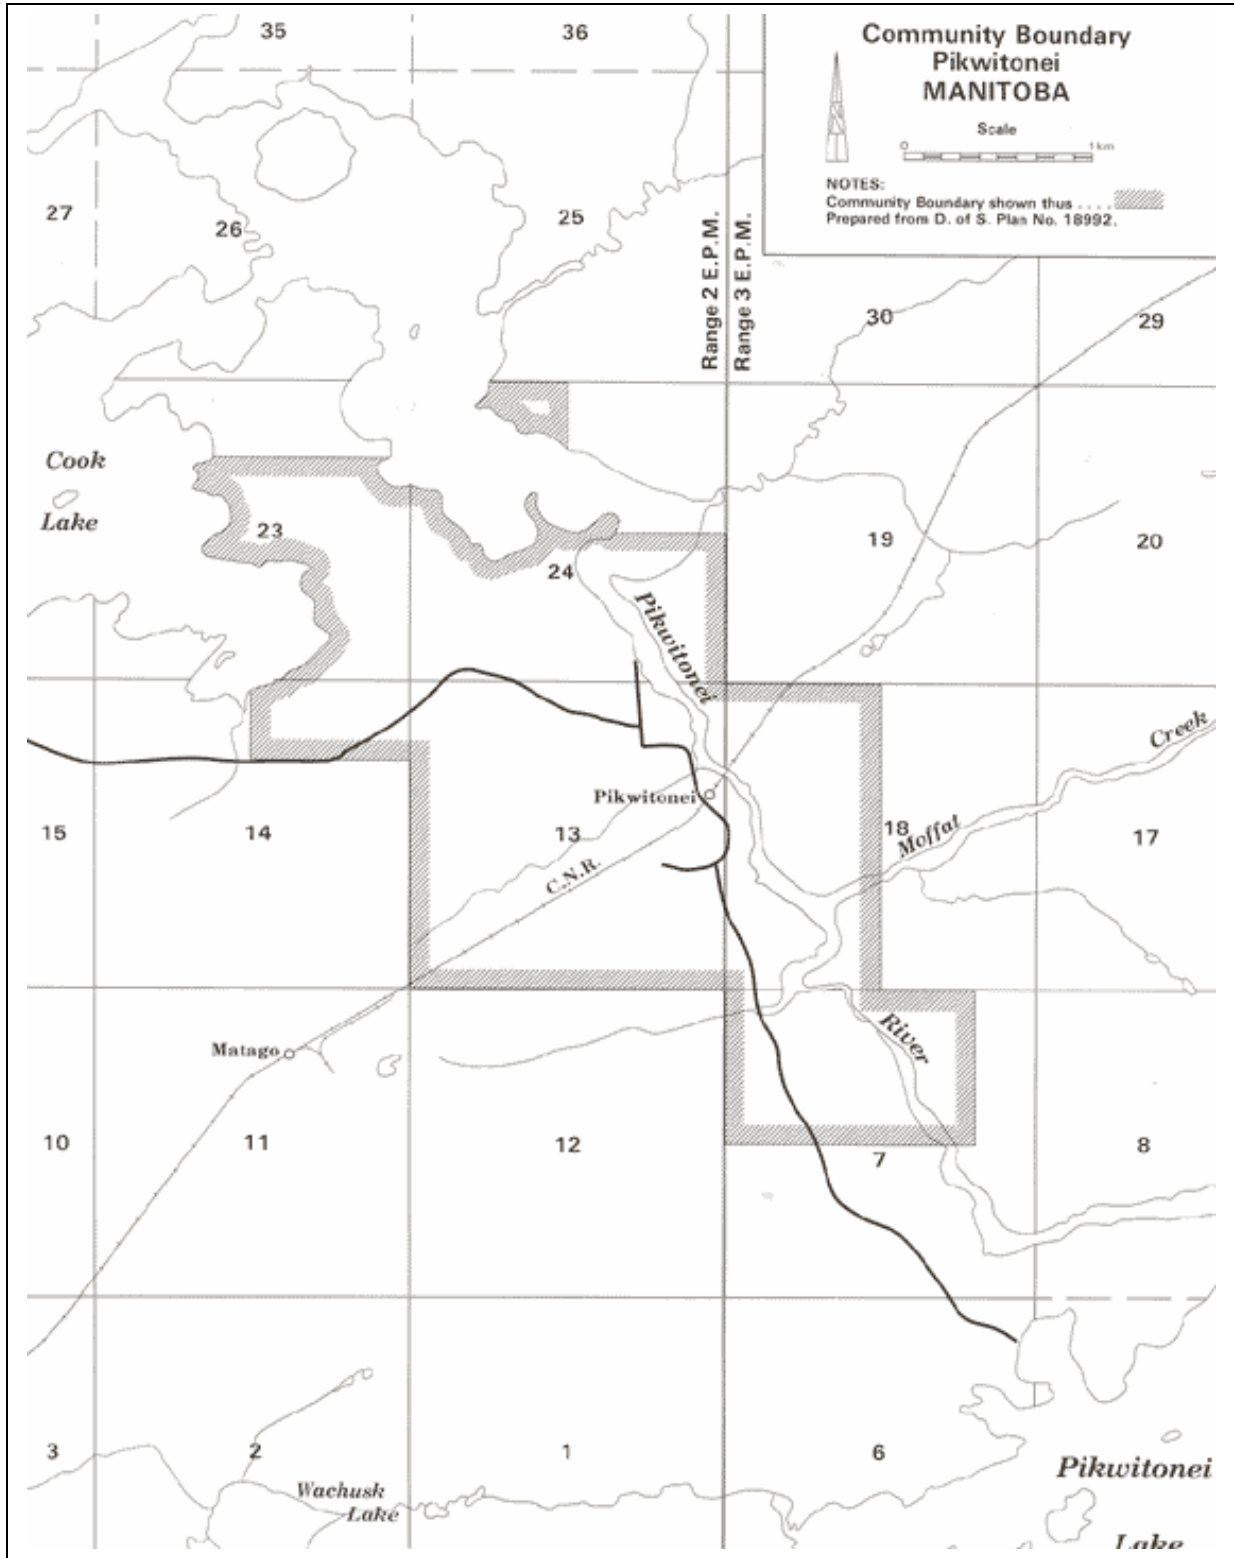 35
36
Community Boundary
Pikwitonei
MANITOBA
Scale
0 1 km
NOTES:
Community Boundary shown thus ....
Prepared from D. of S. Plan No. 18992.
27
26
25
Range 2 E.P.M.
Range 3 E.P.M.
30
29
Cook
Lake
23
24
19
20
Pikwitonei
Creek
Pikwitonei
15
14
13
18
Moffat
17
C.N.R.
River
Matago
10
11
12
7
8
3
2
1
6
Wachusk
Lake
Pikwitonei
Lake